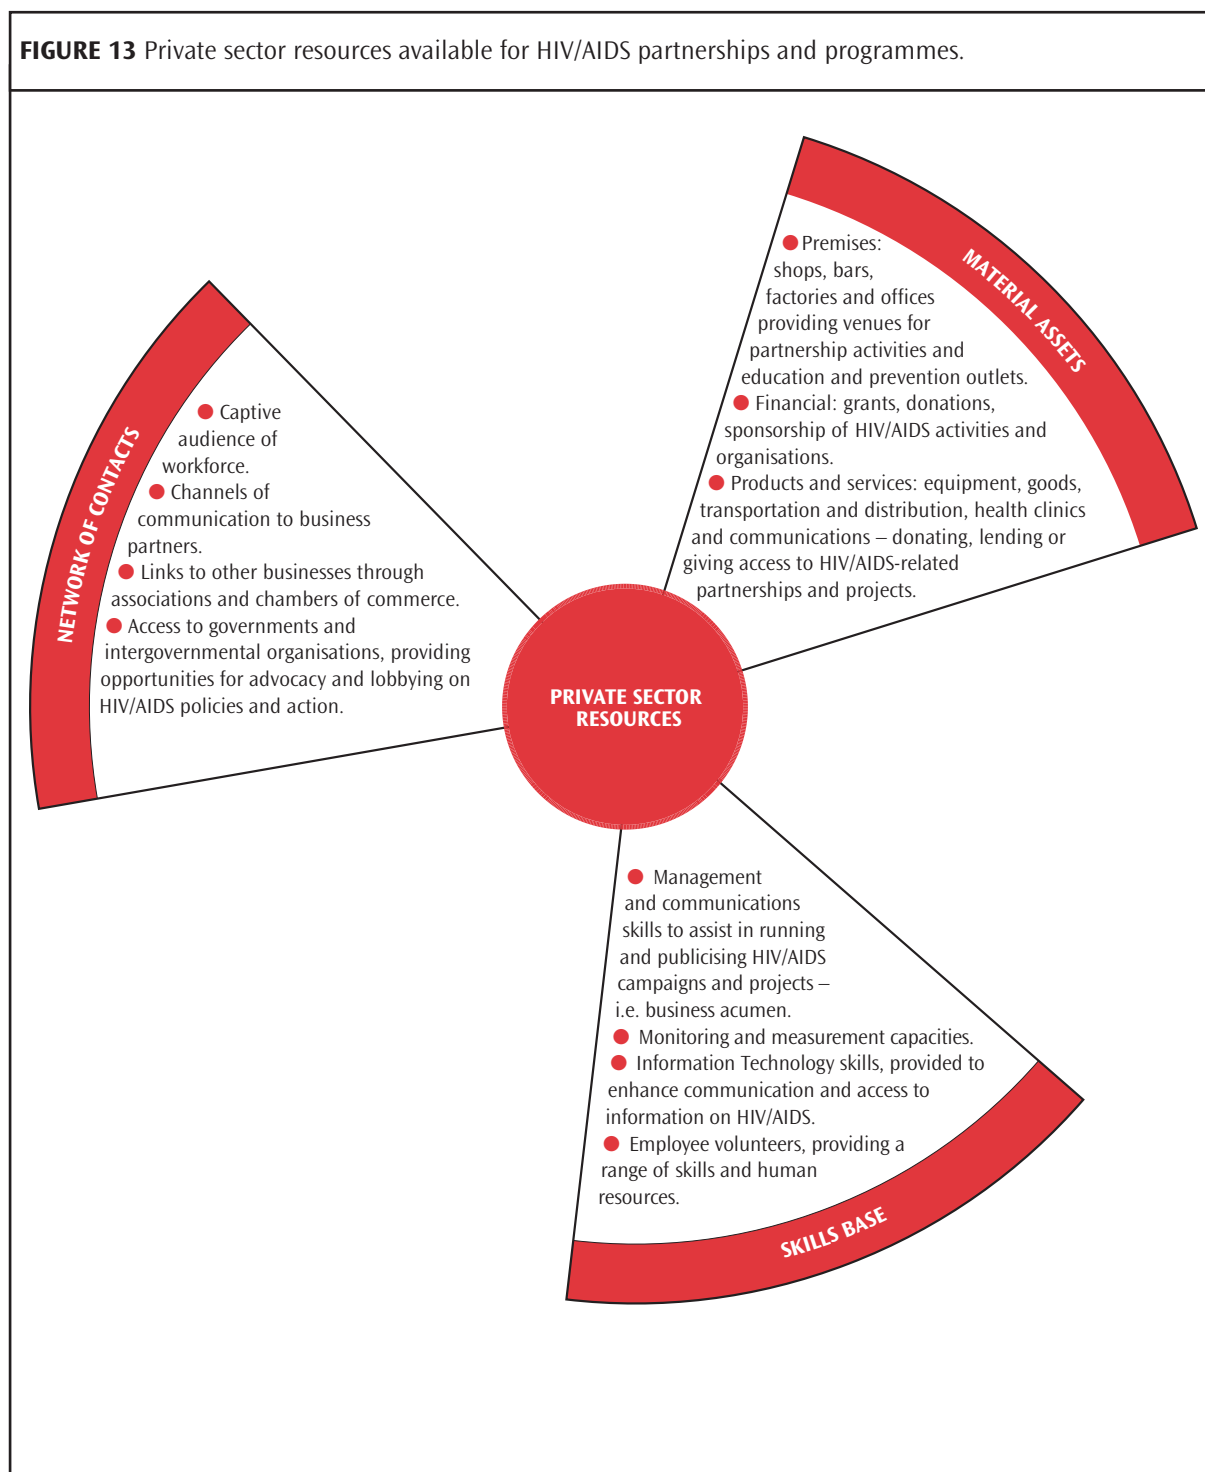 FIGURE 13 Private sector resources available for HIV/AIDS partnerships and programmes.
MATERIAL ASSETS
● Premises:
shops, bars,
factories and offices
providing venues for
partnership activities and
education and prevention outlets.
● Financial: grants, donations,
sponsorship of HIV/AIDS activities and
organisations.
● Products and services: equipment, goods,
transportation and distribution, health clinics
and communications – donating, lending or
giving access to HIV/AIDS-related
partnerships and projects.
NETWORK OF CONTACTS
● Captive
audience of
workforce.
● Channels of
communication to business
partners.
● Links to other businesses through
associations and chambers of commerce.
● Access to governments and
intergovernmental organisations, providing
opportunities for advocacy and lobbying on
HIV/AIDS policies and action.
PRIVATE SECTOR
RESOURCES
● Management
and communications
skills to assist in running
and publicising HIV/AIDS
campaigns and projects –
i.e. business acumen.
● Monitoring and measurement capacities.
● Information Technology skills, provided to
enhance communication and access to
information on HIV/AIDS.
● Employee volunteers, providing a
range of skills and human
resources.
SKILLS BASE